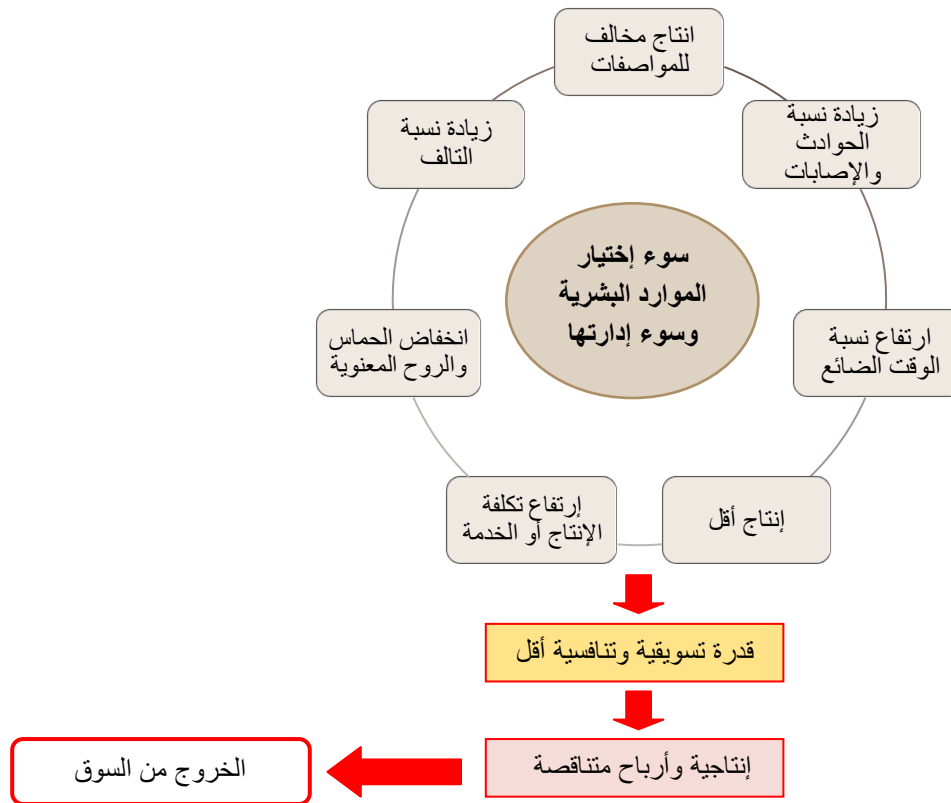 انتاج مخالف
للمواصفات
زيادة نسبة
الحوادث
والإصابات
ارتفاع نسبة
الوقت الضائع
إنتاج أقل
إرتفاع تكلفة
الإنتاج أو الخدمة
انخفاض الحماس
والروح المعنوية
زيادة نسبة
التالف
سوء إختيار
الموارد البشرية
وسوء إدارتها
قدرة تسويقية وتنافسية أقل
إنتاجية وأرباح متناقصة
الخروج من السوق